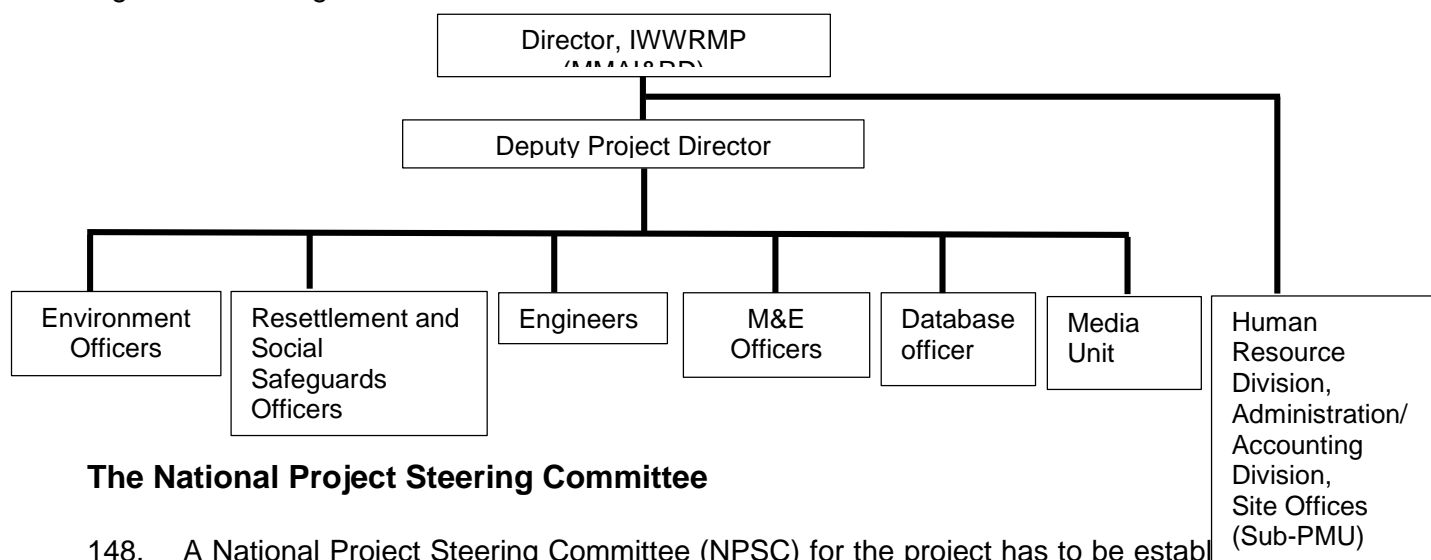 Director, IWWRMP
(MMAI&RD)
Deputy Project Director
Environment
Officers
Resettlement and
Social
Safeguards
Officers
Engineers
M&E
Officers
Database
officer
Media
Unit
Human
Resource
Division,
Administration/
Accounting
Division,
Site Offices
(Sub-PMU)
The National Project Steering Committee
148. A National Project Steering Committee (NPSC) for the project has to be establ